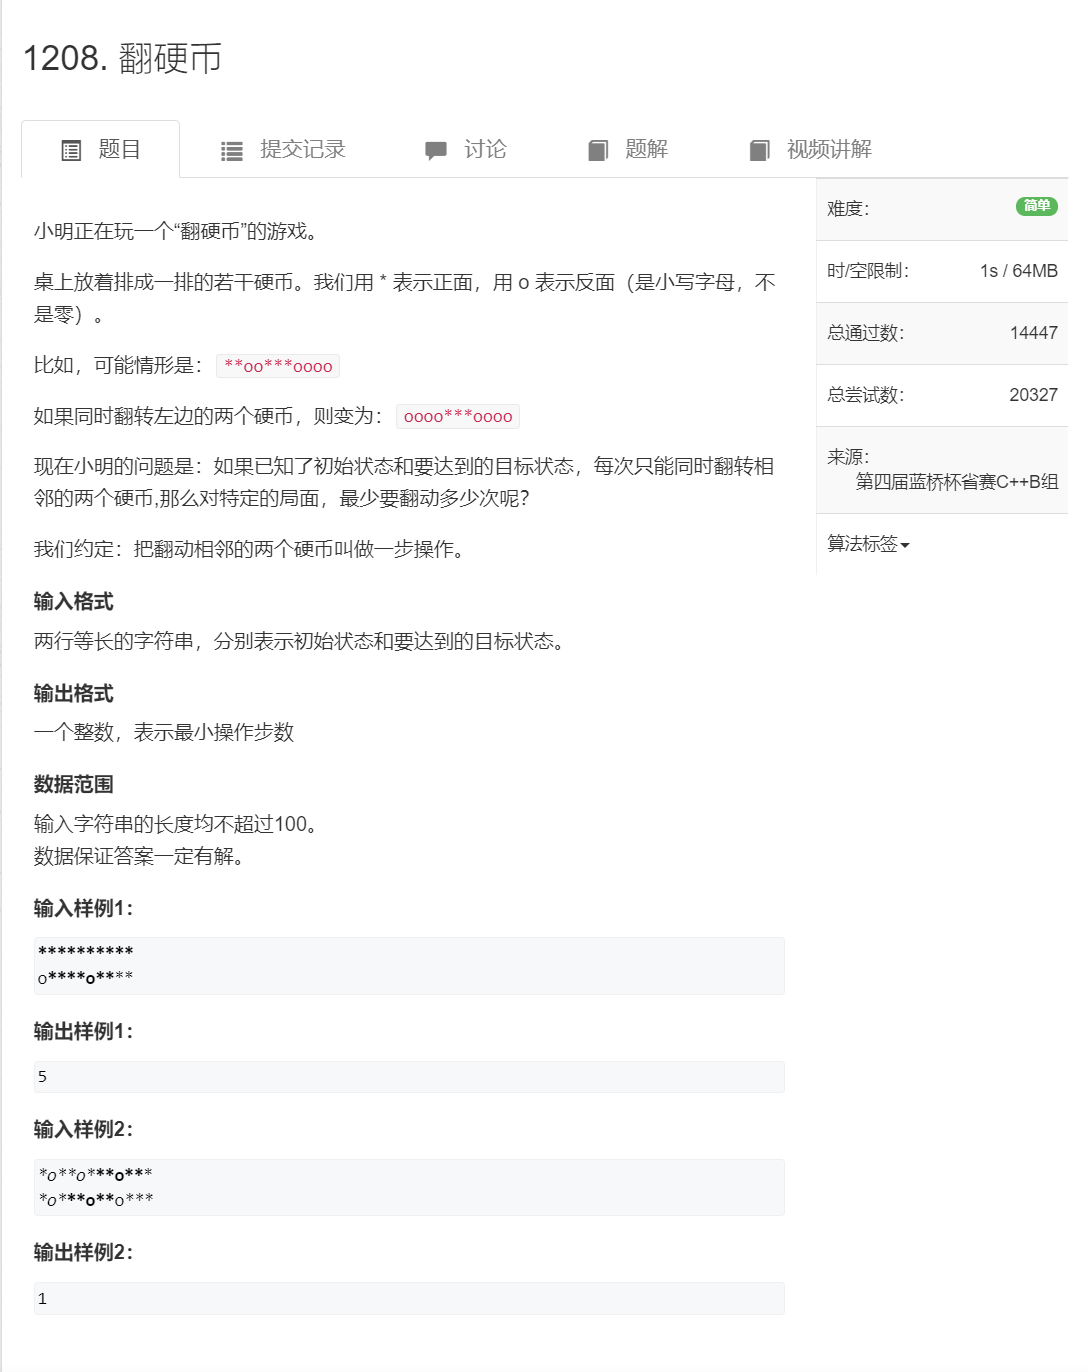 1208. 翻硬币
题目 提交记录 讨论 题解 视频讲解
小明正在玩一个“翻硬币”的游戏。
桌上放着排成一排的若干硬币。我们用 * 表示正面，用 o 表示反面（是小写字母，不
是零）。
比如，可能情形是： **oo***oooo
如果同时翻转左边的两个硬币，则变为： oooo***oooo
现在小明的问题是：如果已知了初始状态和要达到的目标状态，每次只能同时翻转相
邻的两个硬币,那么对特定的局面，最少要翻动多少次呢？
我们约定：把翻动相邻的两个硬币叫做一步操作。
输入格式
两行等长的字符串，分别表示初始状态和要达到的目标状态。
输出格式
一个整数，表示最小操作步数
数据范围
输入字符串的长度均不超过100。
数据保证答案一定有解。
输入样例1：
**********
o****o****
输出样例1：
5
输入样例2：
*o**o***o***
*o***o**o***
输出样例2：
1
难度： 简单
时/空限制： 1s / 64MB
总通过数： 14447
总尝试数： 20327
来源：
第四届蓝桥杯省赛C++B组
算法标签